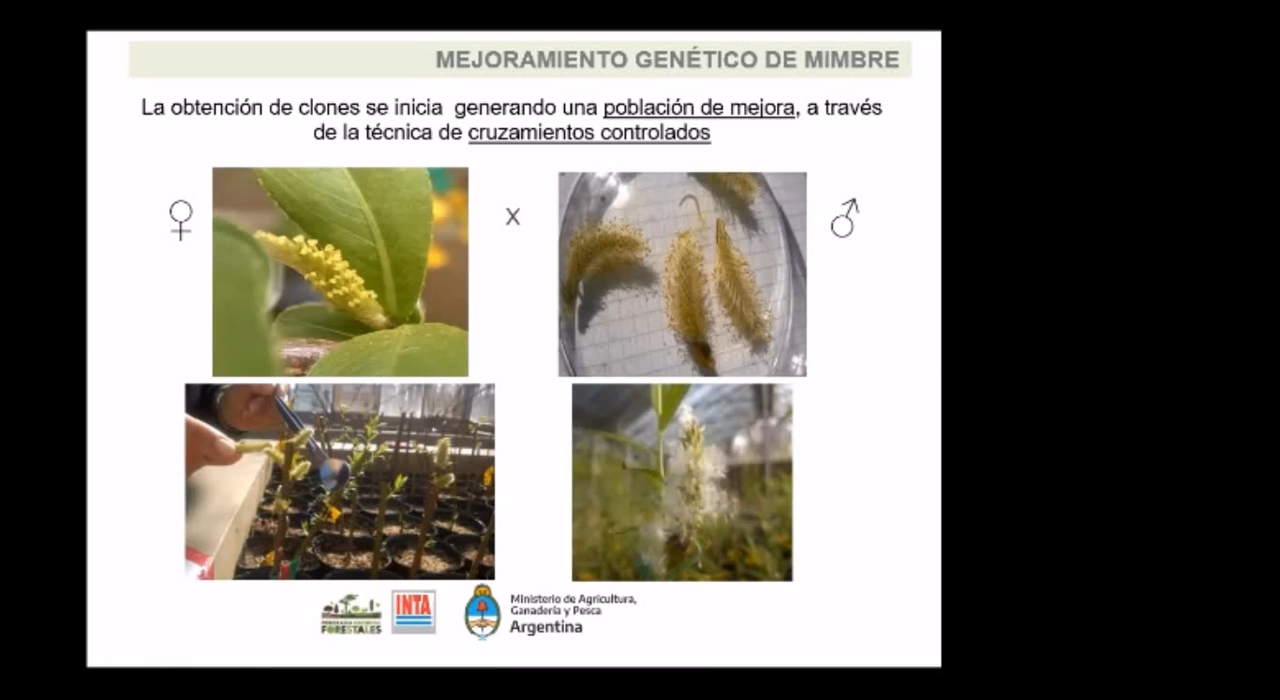 MEJORAMIENTO GENÉTICO DE MIMBRE
La obtención de clones se inicia generando una población de mejora, a través
de la técnica de cruzamientos controlados
♀
x
♂
FORESTALES
INTA
Ministerio de Agricultura,
Ganadería y Pesca
Argentina